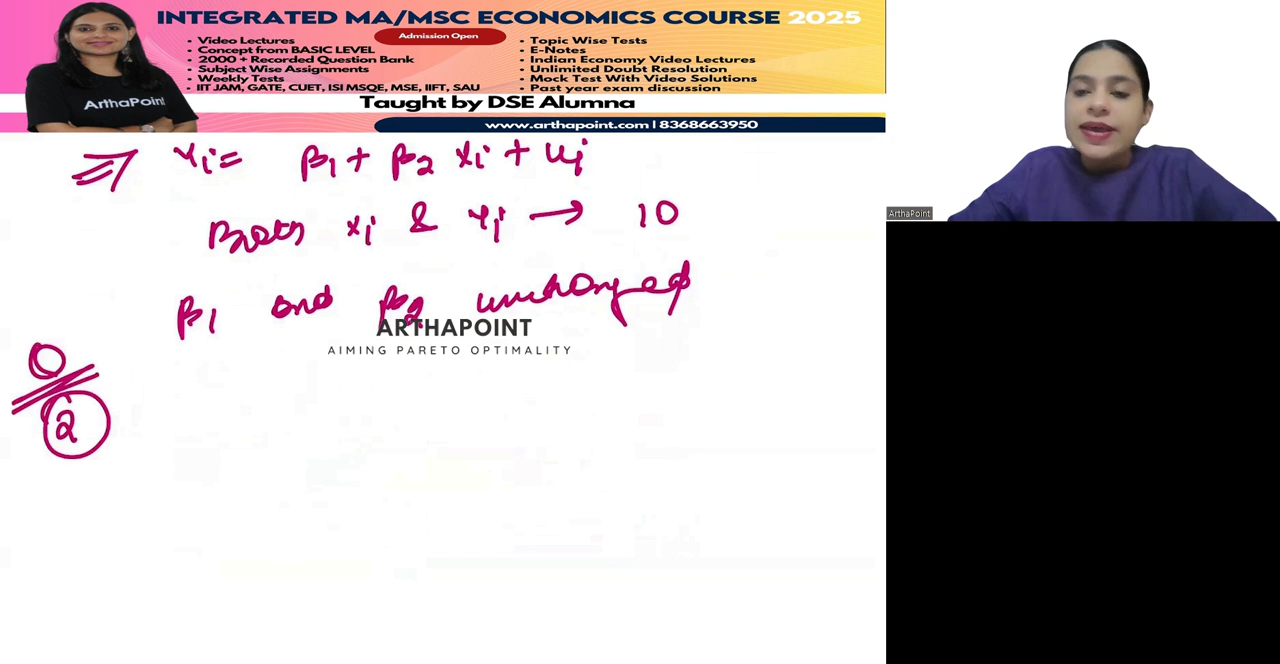 INTEGRATED MA/MSC ECONOMICS COURSE 2025
Admission Open
• Video Lectures
• Concept from BASIC LEVEL
• 2000 + Recorded Question Bank
• Subject Wise Assignments
• Weekly Tests
• IIT JAM, GATE, CUET, ISI MSQE, MSE, IIFT, SAU
• Topic Wise Tests
• E-Notes
• Indian Economy Video Lectures
• Unlimited Doubt Resolution
• Mock Test With Video Solutions
• Past year exam discussion
ArthaPoint
Taught by DSE Alumna
www.arthapoint.com | 8368663950
⇒ Yi = β1 + β2 Xi + ui
Both Xi & Yi → 10
β1 and β2 unchanged
ARTHAPOINT
AIMING PARETO OPTIMALITY
Q
2
ArthaPoint